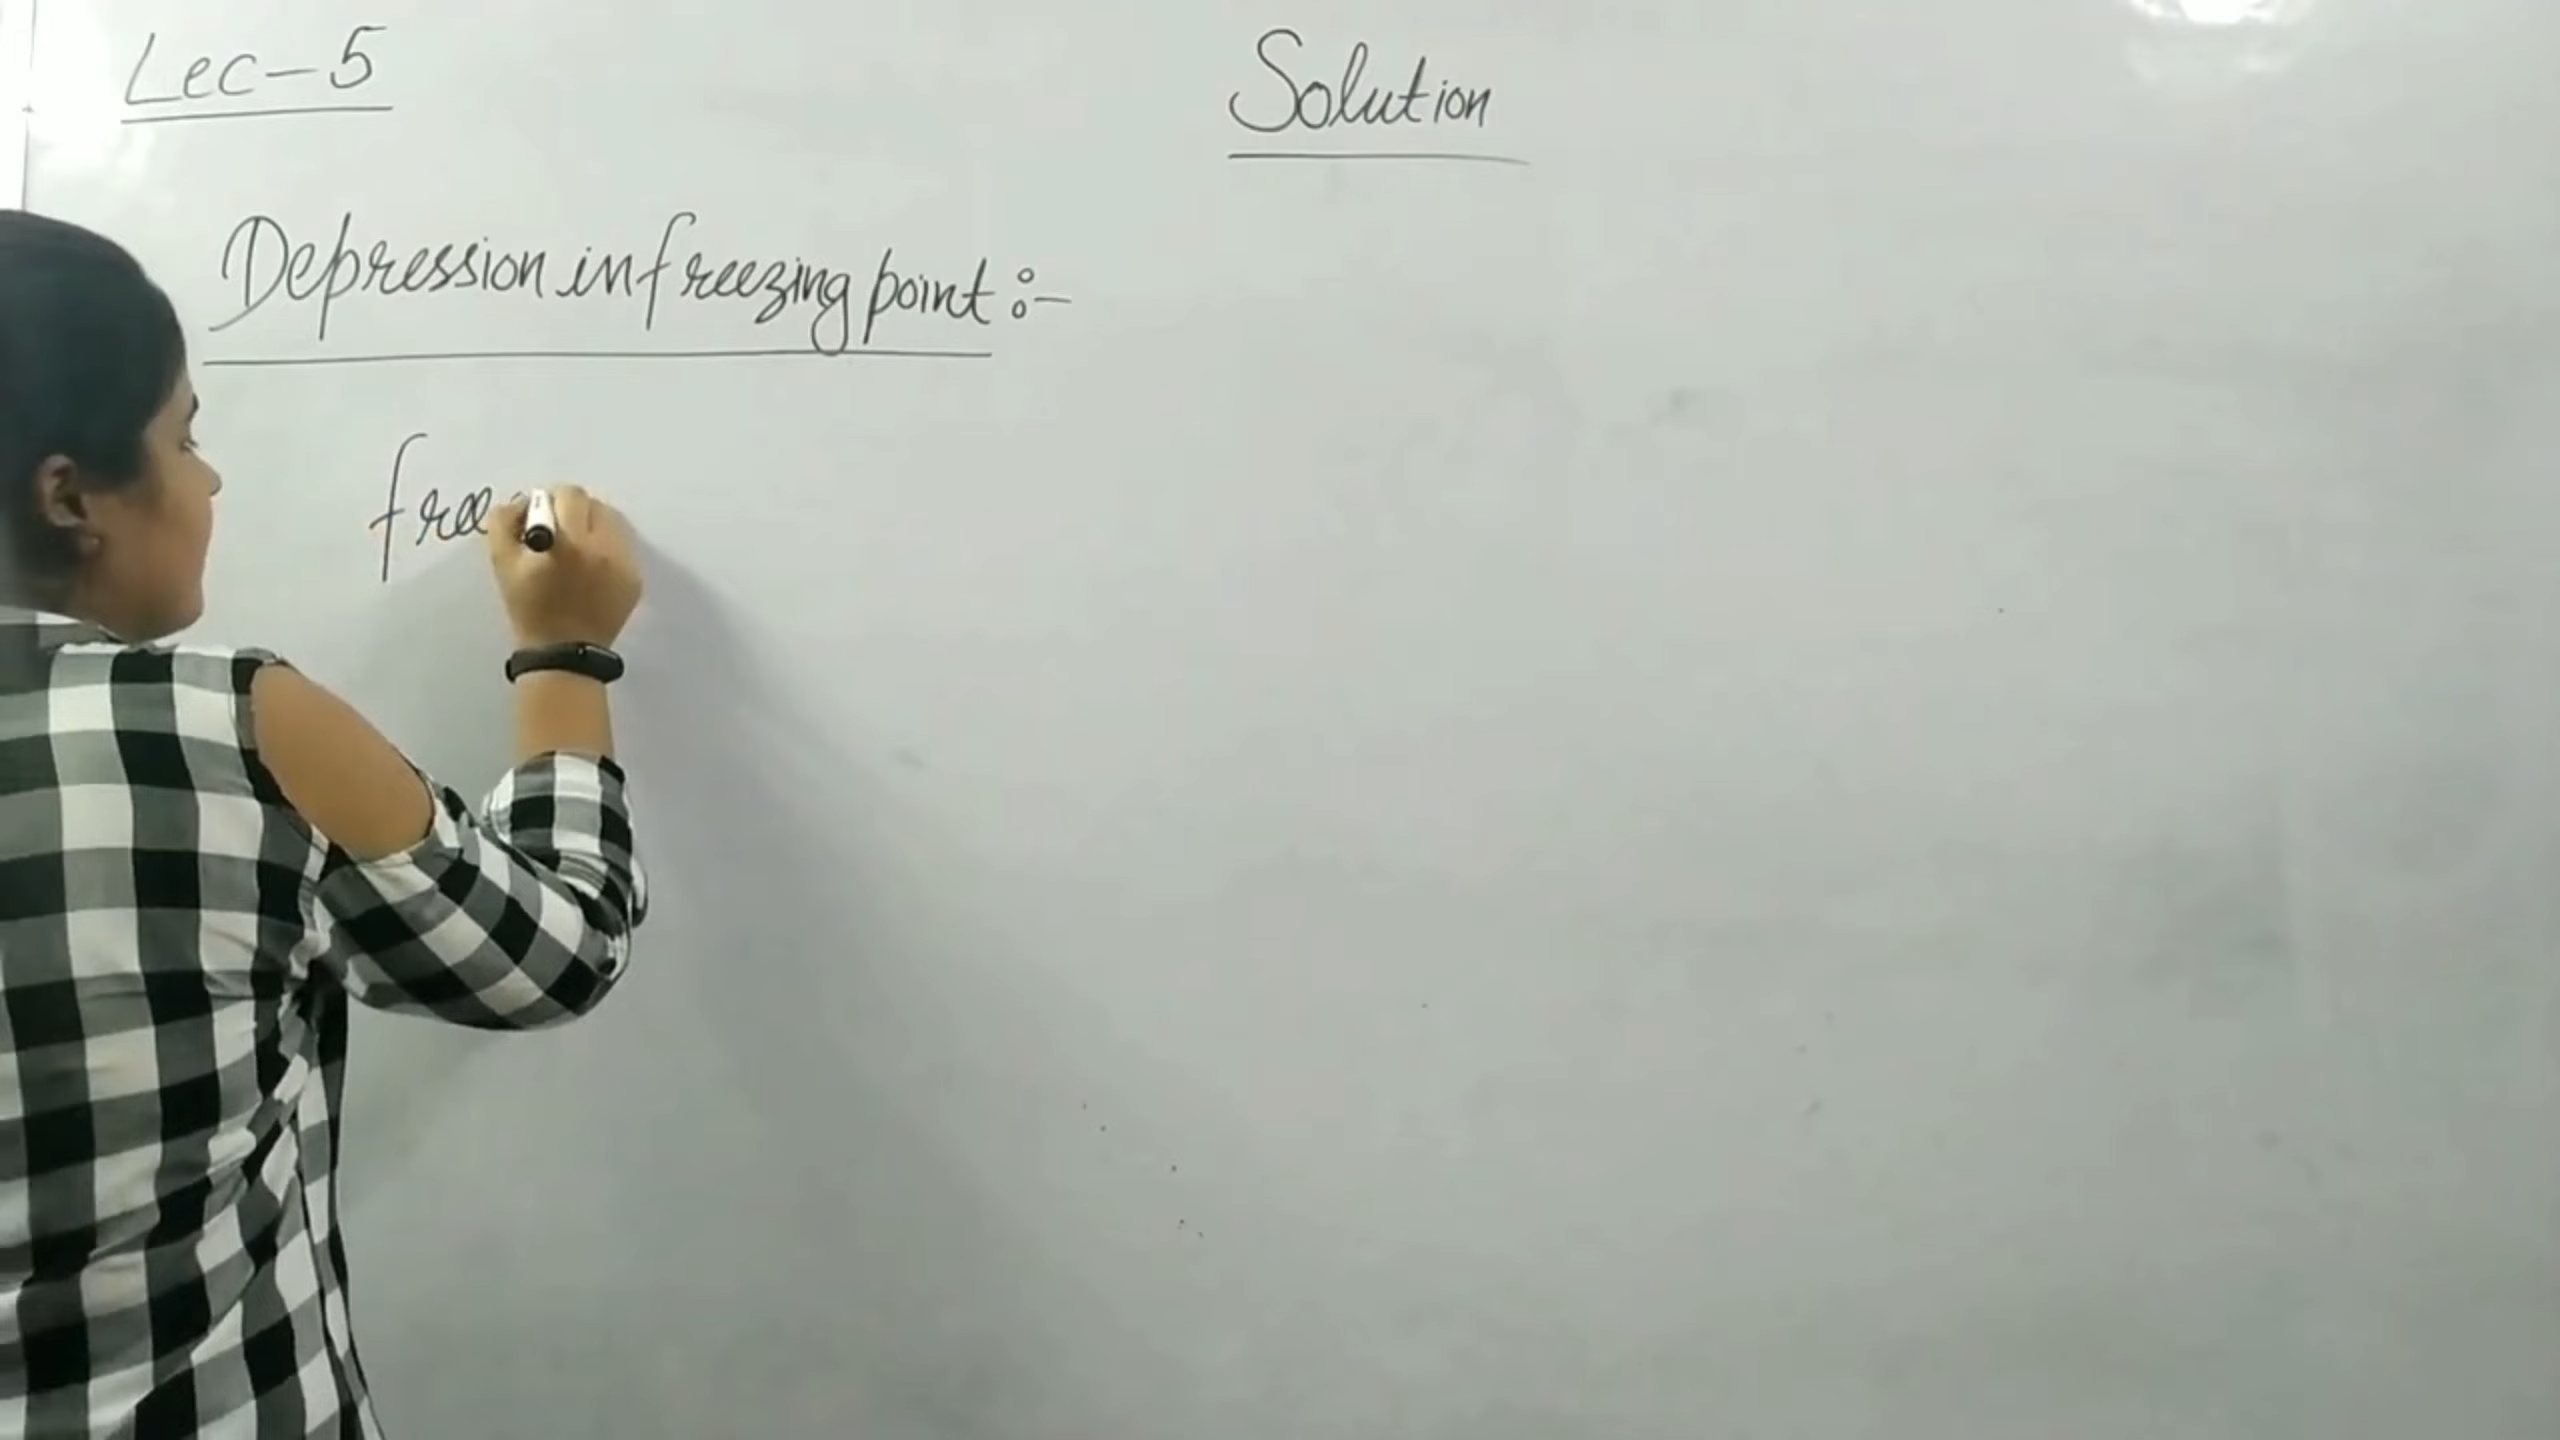 Lec-5
Solution
Depression in freezing point :-
free